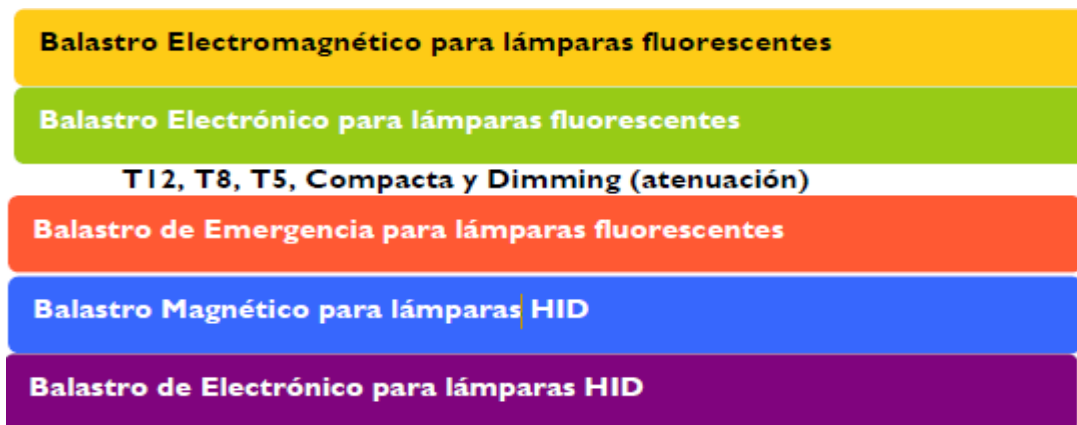 Balastro Electromagnético para lámparas fluorescentes
Balastro Electrónico para lámparas fluorescentes
T12, T8, T5, Compacta y Dimming (atenuación)
Balastro de Emergencia para lámparas fluorescentes
Balastro Magnético para lámparas HID
Balastro de Electrónico para lámparas HID